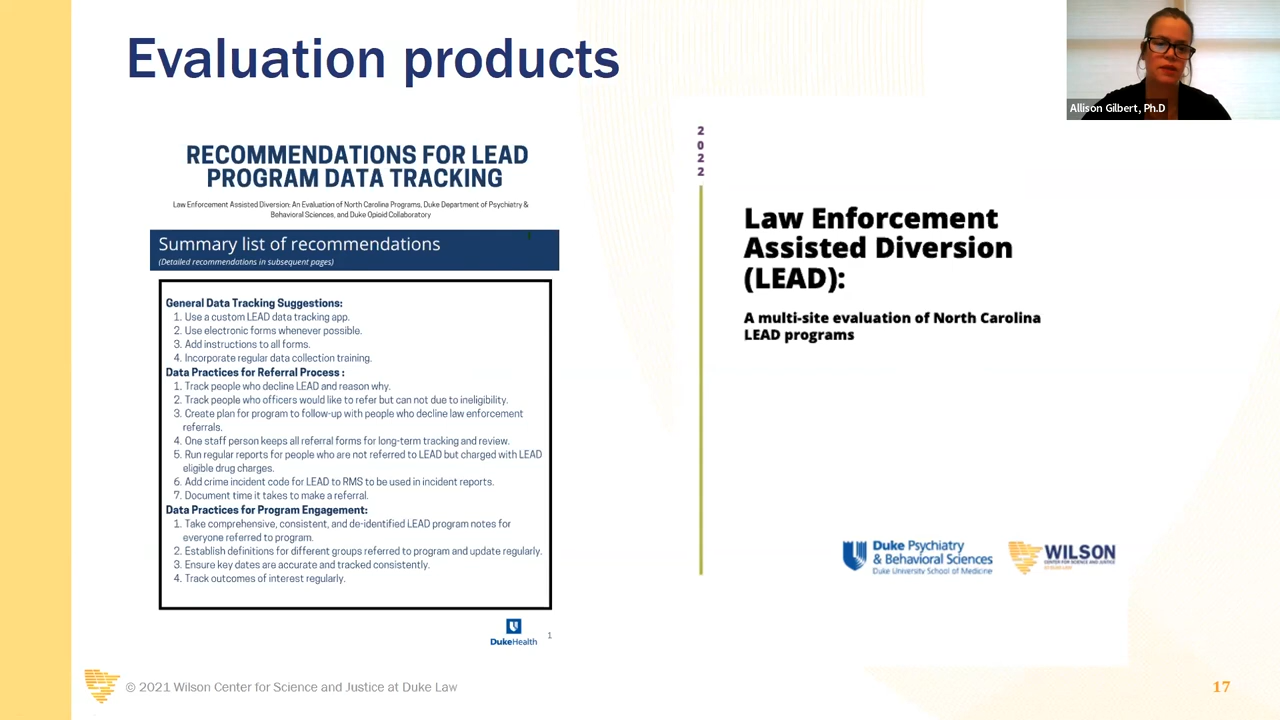 Evaluation products
Allison Gilbert, Ph.D
RECOMMENDATIONS FOR LEAD
PROGRAM DATA TRACKING
Law Enforcement Assisted Diversion: An Evaluation of North Carolina Programs, Duke Department of Psychiatry &
Behavioral Sciences, and Duke Opioid Collaboratory
Summary list of recommendations
(Detailed recommendations in subsequent pages)
General Data Tracking Suggestions:
1. Use a custom LEAD data tracking app.
2. Use electronic forms whenever possible.
3. Add instructions to all forms.
4. Incorporate regular data collection training.
Data Practices for Referral Process :
1. Track people who decline LEAD and reason why.
2. Track people who officers would like to refer but can not due to ineligibility.
3. Create plan for program to follow-up with people who decline law enforcement
referrals.
4. One staff person keeps all referral forms for long-term tracking and review.
5. Run regular reports for people who are not referred to LEAD but charged with LEAD
eligible drug charges.
6. Add crime incident code for LEAD to RMS to be used in incident reports.
7. Document time it takes to make a referral.
Data Practices for Program Engagement:
1. Take comprehensive, consistent, and de-identified LEAD program notes for
everyone referred to program.
2. Establish definitions for different groups referred to program and update regularly.
3. Ensure key dates are accurate and tracked consistently.
4. Track outcomes of interest regularly.
DukeHealth
1
2
0
2
2
Law Enforcement
Assisted Diversion
(LEAD):
A multi-site evaluation of North Carolina
LEAD programs
Duke Psychiatry
& Behavioral Sciences
Duke University School of Medicine
WILSON
CENTER FOR SCIENCE AND JUSTICE
© 2021 Wilson Center for Science and Justice at Duke Law
17